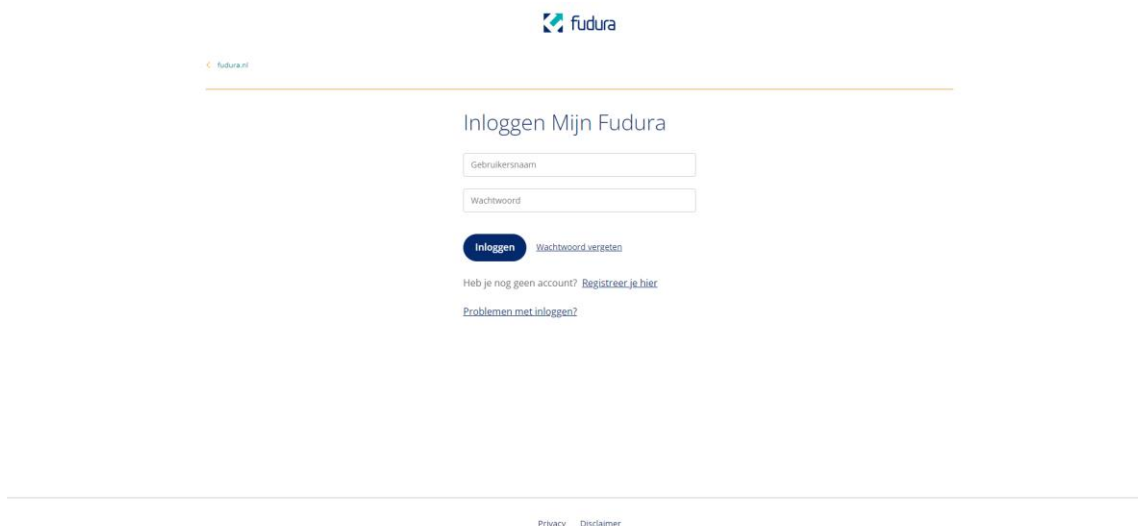 fudura
fudura.nl
Inloggen Mijn Fudura
Gebruikersnaam
Wachtwoord
Inloggen Wachtwoord vergeten
Heb je nog geen account? Registreer je hier
Problemen met inloggen?
Privacy Disclaimer